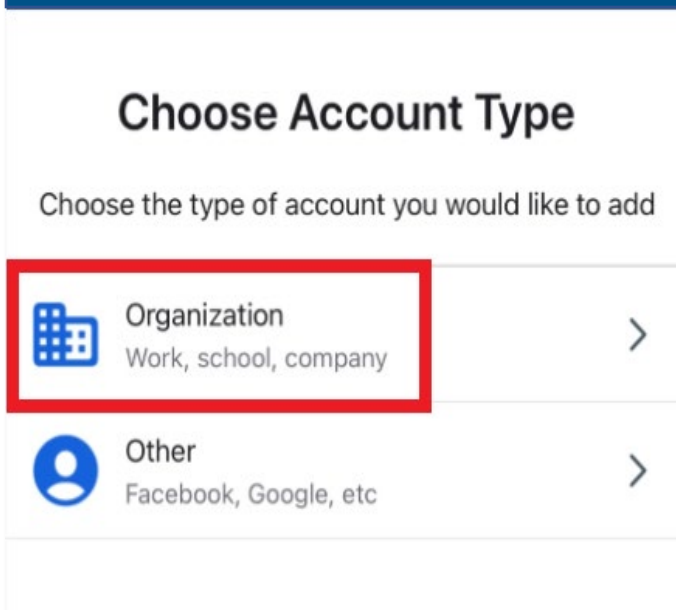 Choose Account Type
Choose the type of account you would like to add
Organization
Work, school, company
Other
Facebook, Google, etc